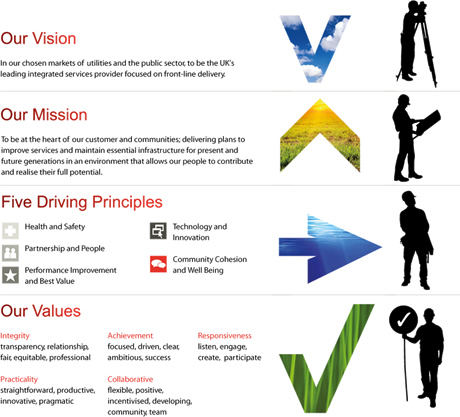 Our Vision
In our chosen markets of utilities and the public sector, to be the UK's
leading integrated services provider focused on front-line delivery.
Our Mission
To be at the heart of our customer and communities; delivering plans to
improve services and maintain essential infrastructure for present and
future generations in an environment that allows our people to contribute
and realise their full potential.
Five Driving Principles
Health and Safety
Partnership and People
Performance Improvement
and Best Value
Technology and
Innovation
Community Cohesion
and Well Being
Our Values
Integrity
transparency, relationship,
fair, equitable, professional
Achievement
focused, driven, clear,
ambitious, success
Responsiveness
listen, engage,
create, participate
Practicality
straightforward, productive,
innovative, pragmatic
Collaborative
flexible, positive,
incentivised, developing,
community, team